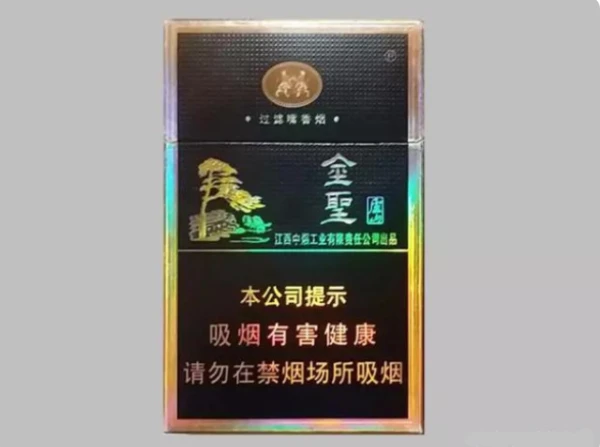 过滤嘴香烟
金聖
庐山
江西中烟工业有限责任公司出品
本公司提示
吸烟有害健康
请勿在禁烟场所吸烟